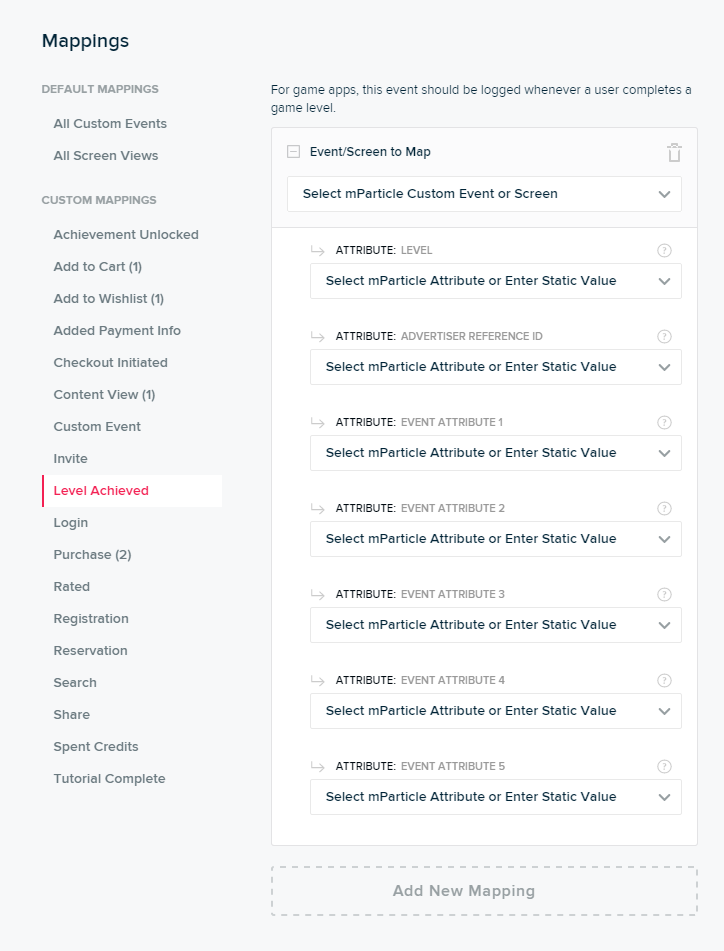 Mappings
DEFAULT MAPPINGS
All Custom Events
All Screen Views
CUSTOM MAPPINGS
Achievement Unlocked
Add to Cart (1)
Add to Wishlist (1)
Added Payment Info
Checkout Initiated
Content View (1)
Custom Event
Invite
Level Achieved
Login
Purchase (2)
Rated
Registration
Reservation
Search
Share
Spent Credits
Tutorial Complete
For game apps, this event should be logged whenever a user completes a
game level.
Event/Screen to Map
Select mParticle Custom Event or Screen
ATTRIBUTE: LEVEL ?
Select mParticle Attribute or Enter Static Value
ATTRIBUTE: ADVERTISER REFERENCE ID ?
Select mParticle Attribute or Enter Static Value
ATTRIBUTE: EVENT ATTRIBUTE 1 ?
Select mParticle Attribute or Enter Static Value
ATTRIBUTE: EVENT ATTRIBUTE 2 ?
Select mParticle Attribute or Enter Static Value
ATTRIBUTE: EVENT ATTRIBUTE 3 ?
Select mParticle Attribute or Enter Static Value
ATTRIBUTE: EVENT ATTRIBUTE 4 ?
Select mParticle Attribute or Enter Static Value
ATTRIBUTE: EVENT ATTRIBUTE 5 ?
Select mParticle Attribute or Enter Static Value
Add New Mapping